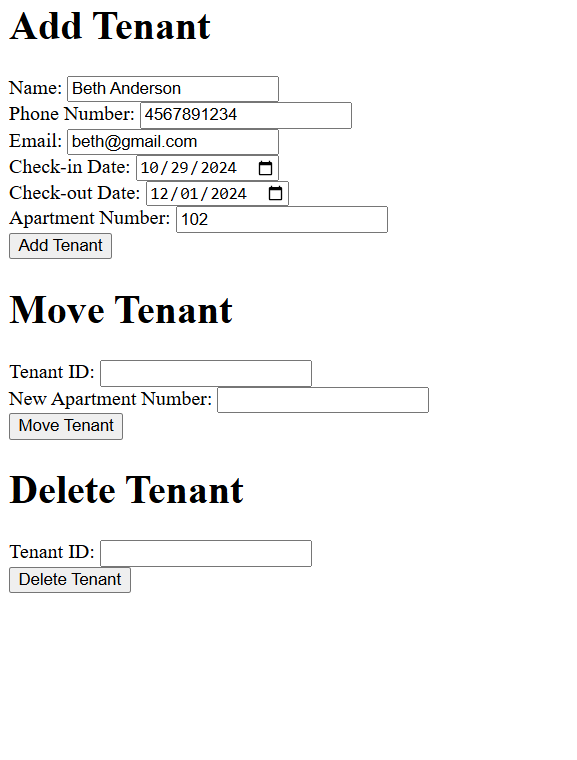 Add Tenant
Name: Beth Anderson
Phone Number: 4567891234
Email: beth@gmail.com
Check-in Date: 10/29/2024
Check-out Date: 12/01/2024
Apartment Number: 102
Add Tenant
Move Tenant
Tenant ID:
New Apartment Number:
Move Tenant
Delete Tenant
Tenant ID:
Delete Tenant